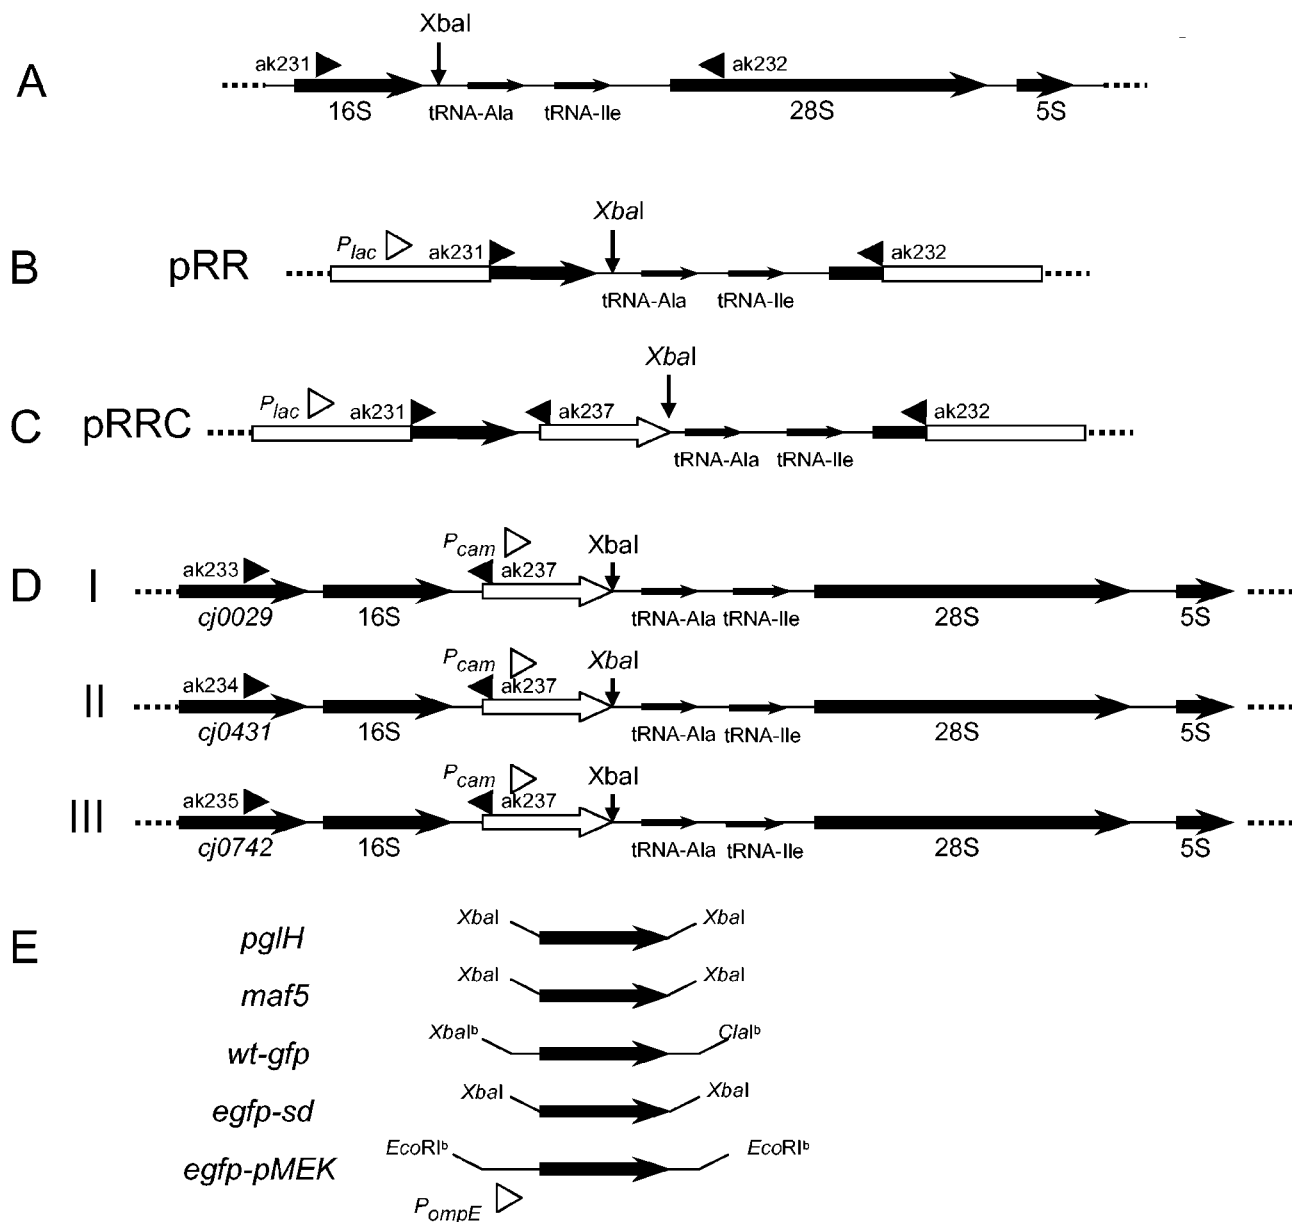 XbaI
A ak231 ak232
16S tRNA-Ala tRNA-Ile 28S 5S
XbaI
B pRR Plac ak231 ak232
tRNA-Ala tRNA-Ile
XbaI
C pRRC Plac ak231 ak237 ak232
tRNA-Ala tRNA-Ile
Pcam XbaI
D I ak233 ak237
cj0029 16S tRNA-Ala tRNA-Ile 28S 5S
Pcam XbaI
II ak234 ak237
cj0431 16S tRNA-Ala tRNA-Ile 28S 5S
Pcam XbaI
III ak235 ak237
cj0742 16S tRNA-Ala tRNA-Ile 28S 5S
E pglH XbaI XbaI
maf5 XbaI XbaI
wt-gfp XbaIb ClaIb
egfp-sd XbaI XbaI
egfp-pMEK EcoRIb EcoRIb
PompE